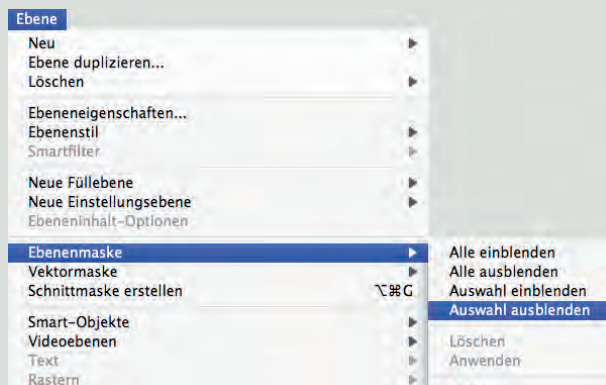 Ebene
Neu
Ebene duplizieren...
Löschen
Ebeneneigenschaften...
Ebenenstil
Smartfilter
Neue Füllebene
Neue Einstellungsebene
Ebeneninhalt-Optionen
Ebenenmaske
Vektormaske
Schnittmaske erstellen ⌥⌘G
Smart-Objekte
Videoebenen
Text
Rastern
Alle einblenden
Alle ausblenden
Auswahl einblenden
Auswahl ausblenden
Löschen
Anwenden